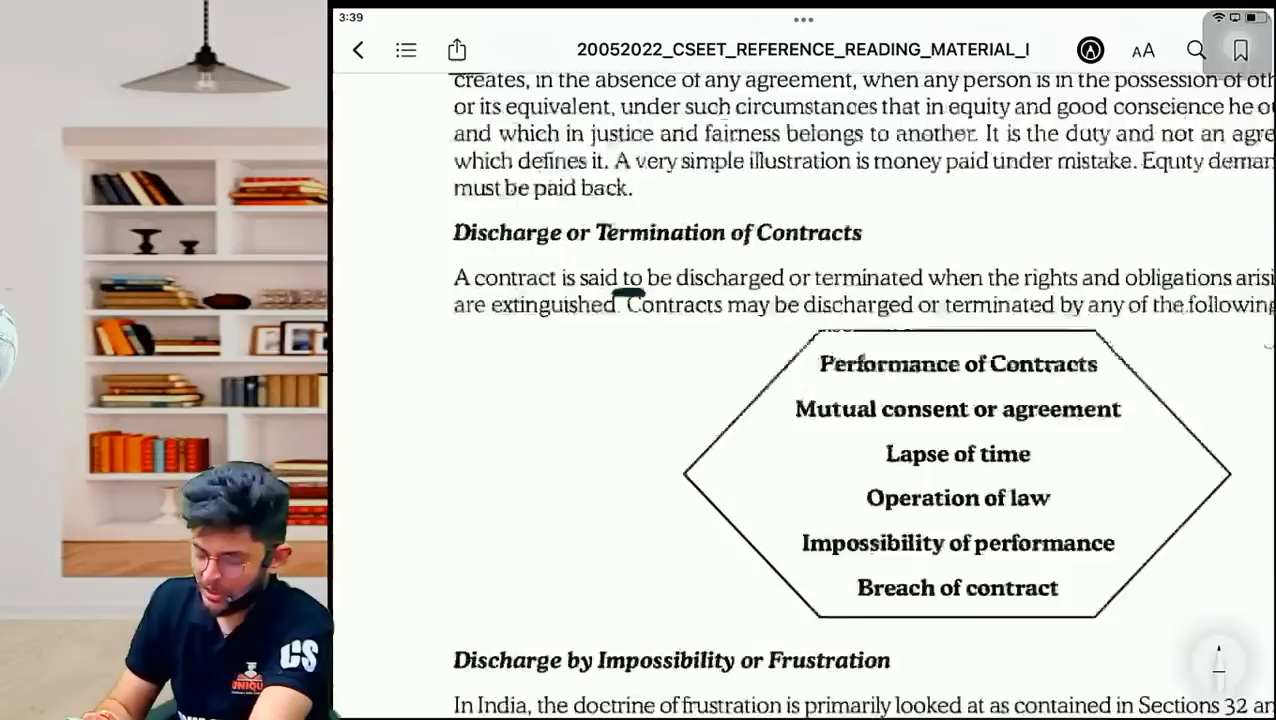 3:39
20052022_CSEET_REFERENCE_READING_MATERIAL_I
AA
creates, in the absence of any agreement, when any person is in the possession of
or its equivalent, under such circumstances that in equity and good conscience he
and which in justice and fairness belongs to another. It is the duty and not an
which defines it. A very simple illustration is money paid under mistake. Equity
must be paid back.
Discharge or Termination of Contracts
A contract is said to be discharged or terminated when the rights and obligations
are extinguished Contracts may be discharged or terminated by any of the following
Performance of Contracts
Mutual consent or agreement
Lapse of time
Operation of law
Impossibility of performance
Breach of contract
Discharge by Impossibility or Frustration
In India, the doctrine of frustration is primarily looked at as contained in Sections 32
CS
UNIQUE